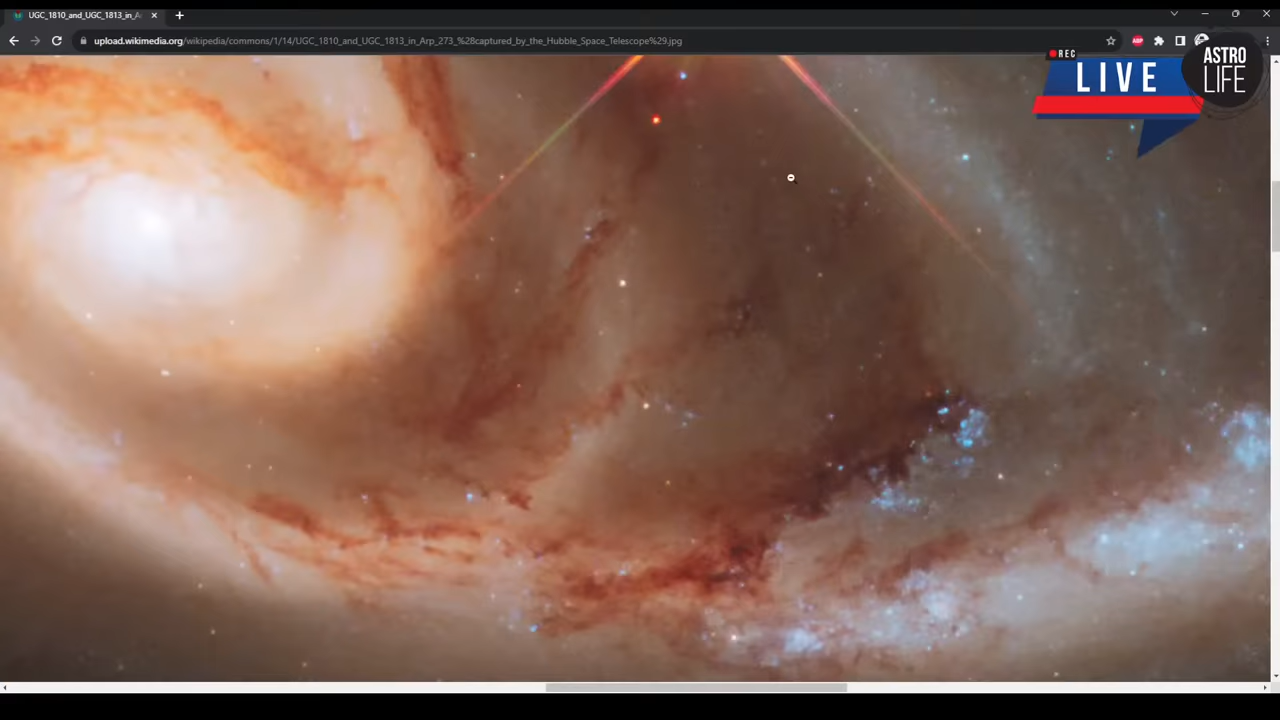 UGC_1810_and_UGC_1813_in_A
upload.wikimedia.org/wikipedia/commons/1/14/UGC_1810_and_UGC_1813_in_Arp_273_%28captured_by_the_Hubble_Space_Telescope%29.jpg
REC
LIVE
ASTRO
LIFE